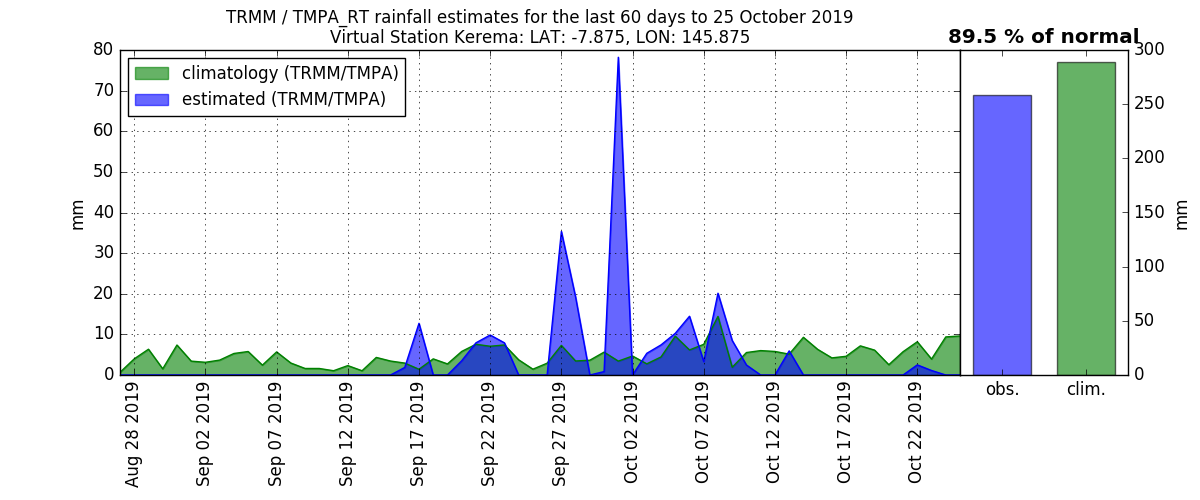 TRMM / TMPA_RT rainfall estimates for the last 60 days to 25 October 2019
Virtual Station Kerema: LAT: -7.875, LON: 145.875
89.5 % of normal
climatology (TRMM/TMPA)
estimated (TRMM/TMPA)
mm
80
70
60
50
40
30
20
10
0
Aug 28 2019
Sep 02 2019
Sep 07 2019
Sep 12 2019
Sep 17 2019
Sep 22 2019
Sep 27 2019
Oct 02 2019
Oct 07 2019
Oct 12 2019
Oct 17 2019
Oct 22 2019
obs.
clim.
300
250
200
150
100
50
0
mm